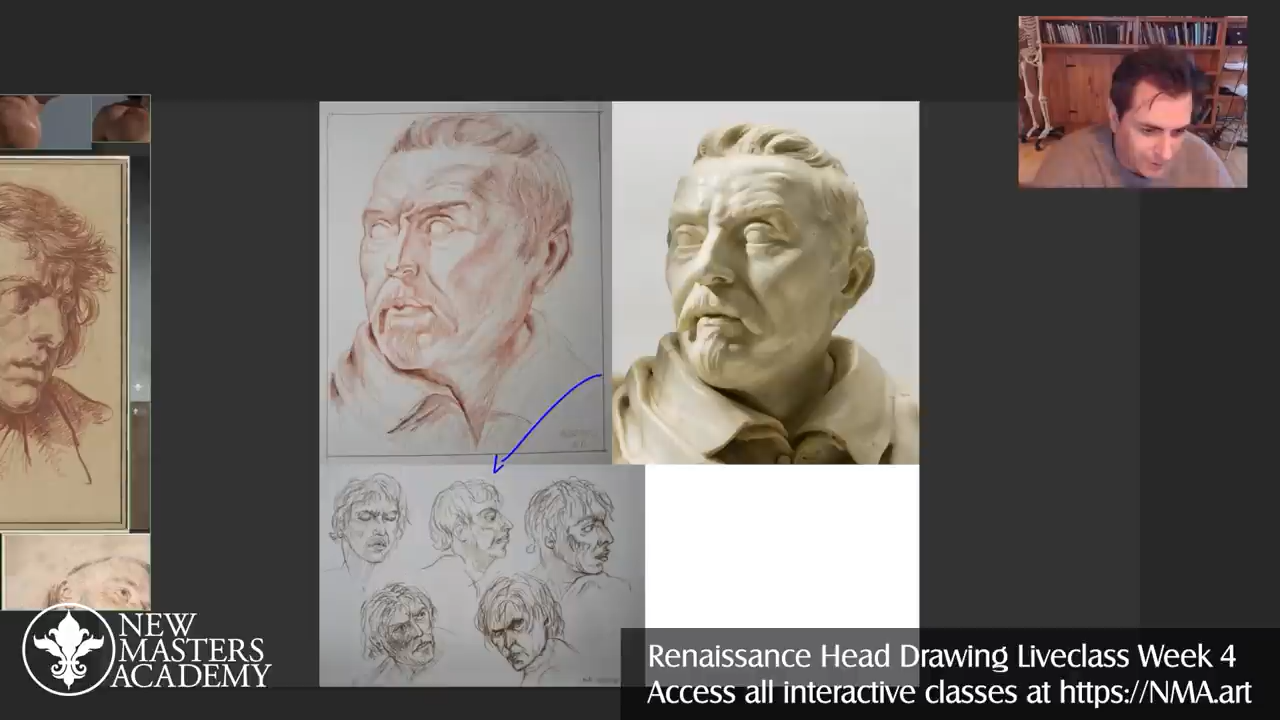 NEW
MASTERS
ACADEMY
Renaissance Head Drawing Liveclass Week 4
Access all interactive classes at https://NMA.art